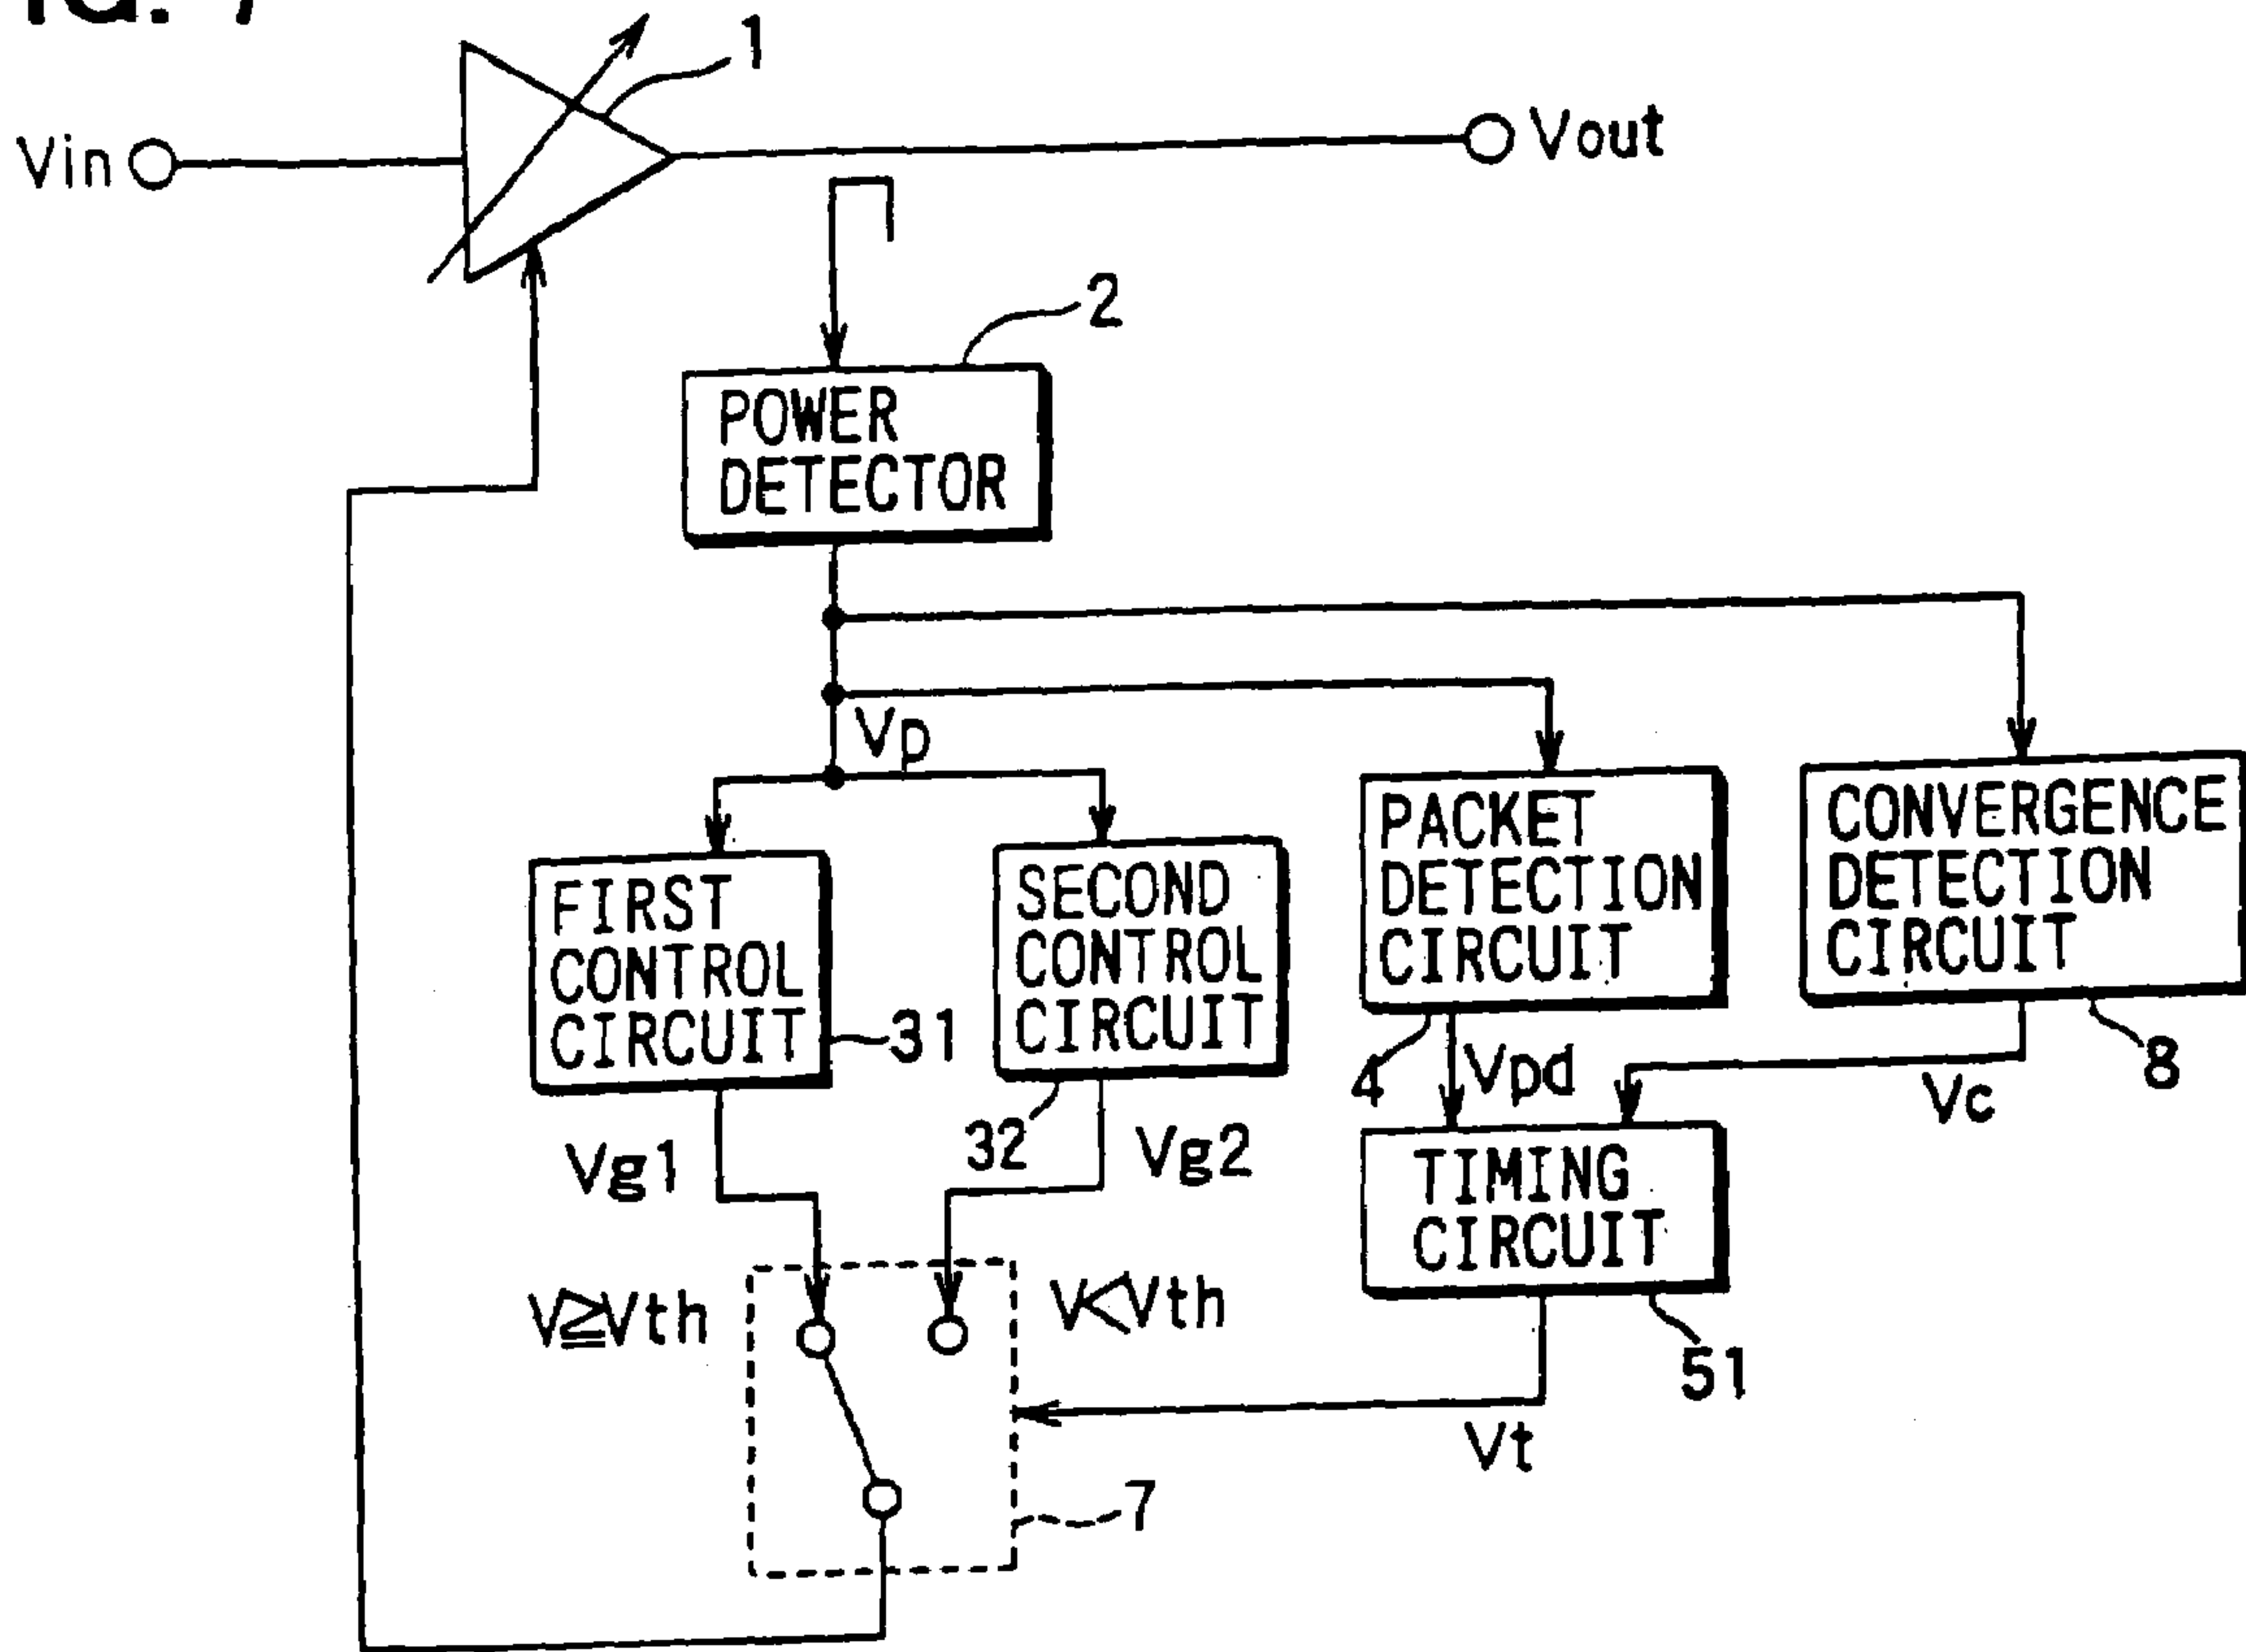 1
Vin
Vout
2
POWER
DETECTOR
Vp
FIRST
CONTROL
CIRCUIT
31
SECOND
CONTROL
CIRCUIT
32
PACKET
DETECTION
CIRCUIT
4
CONVERGENCE
DETECTION
CIRCUIT
8
Vpd
Vc
Vg1
Vg2
TIMING
CIRCUIT
51
V≧Vth
V<Vth
Vt
7